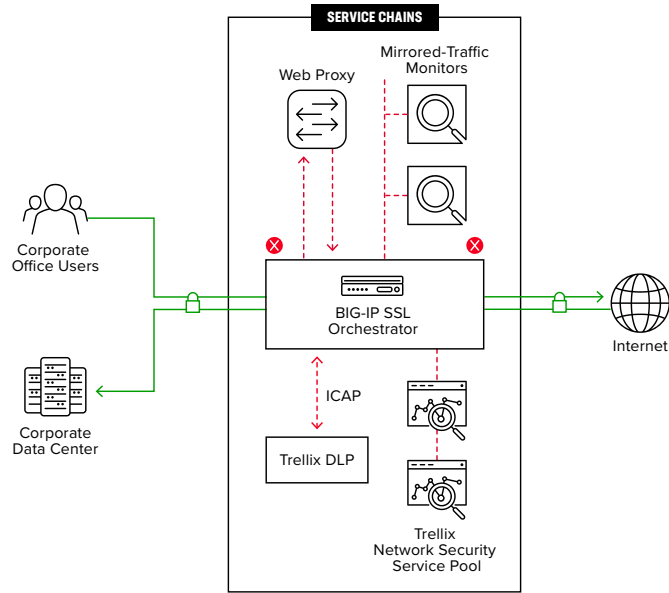 SERVICE CHAINS
Mirrored-Traffic
Monitors
Web Proxy
Corporate
Office Users
BIG-IP SSL
Orchestrator
Internet
ICAP
Corporate
Data Center
Trellix DLP
Trellix
Network Security
Service Pool